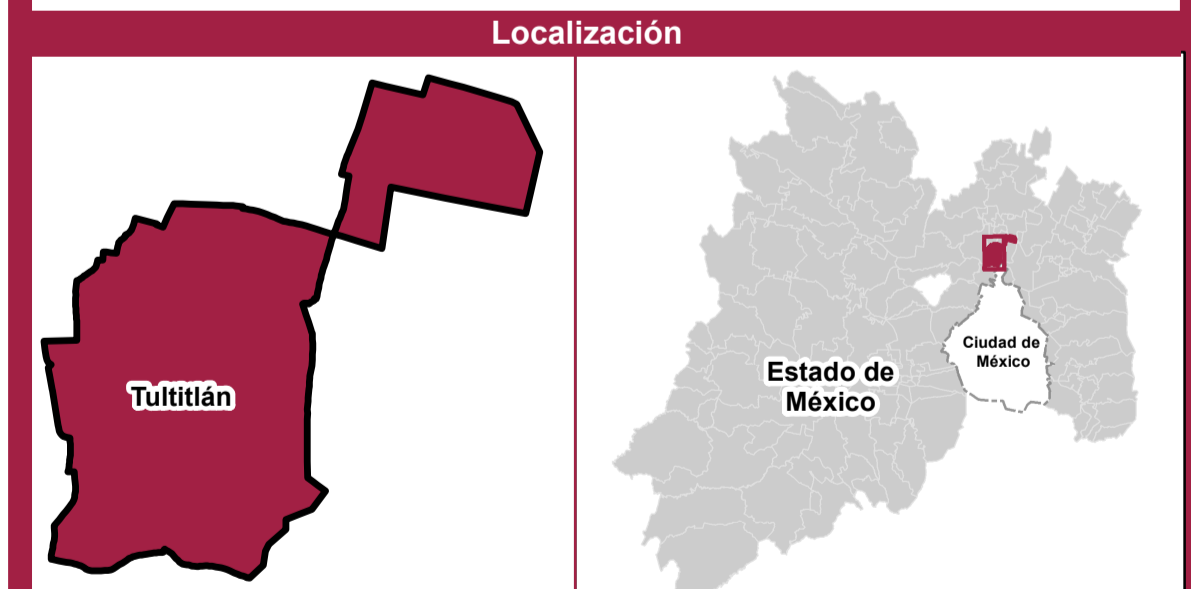 Localización
Tultitlán
Estado de
México
Ciudad de
México